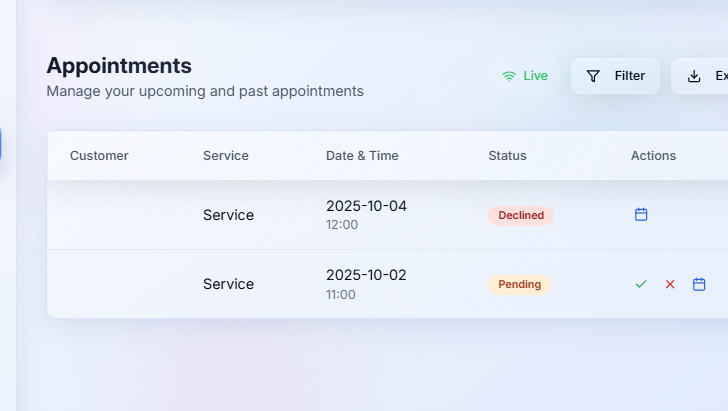 Appointments
Manage your upcoming and past appointments
Live
Filter
Ex
Customer Service Date & Time Status Actions
Service 2025-10-04 Declined
12:00
Service 2025-10-02 Pending
11:00